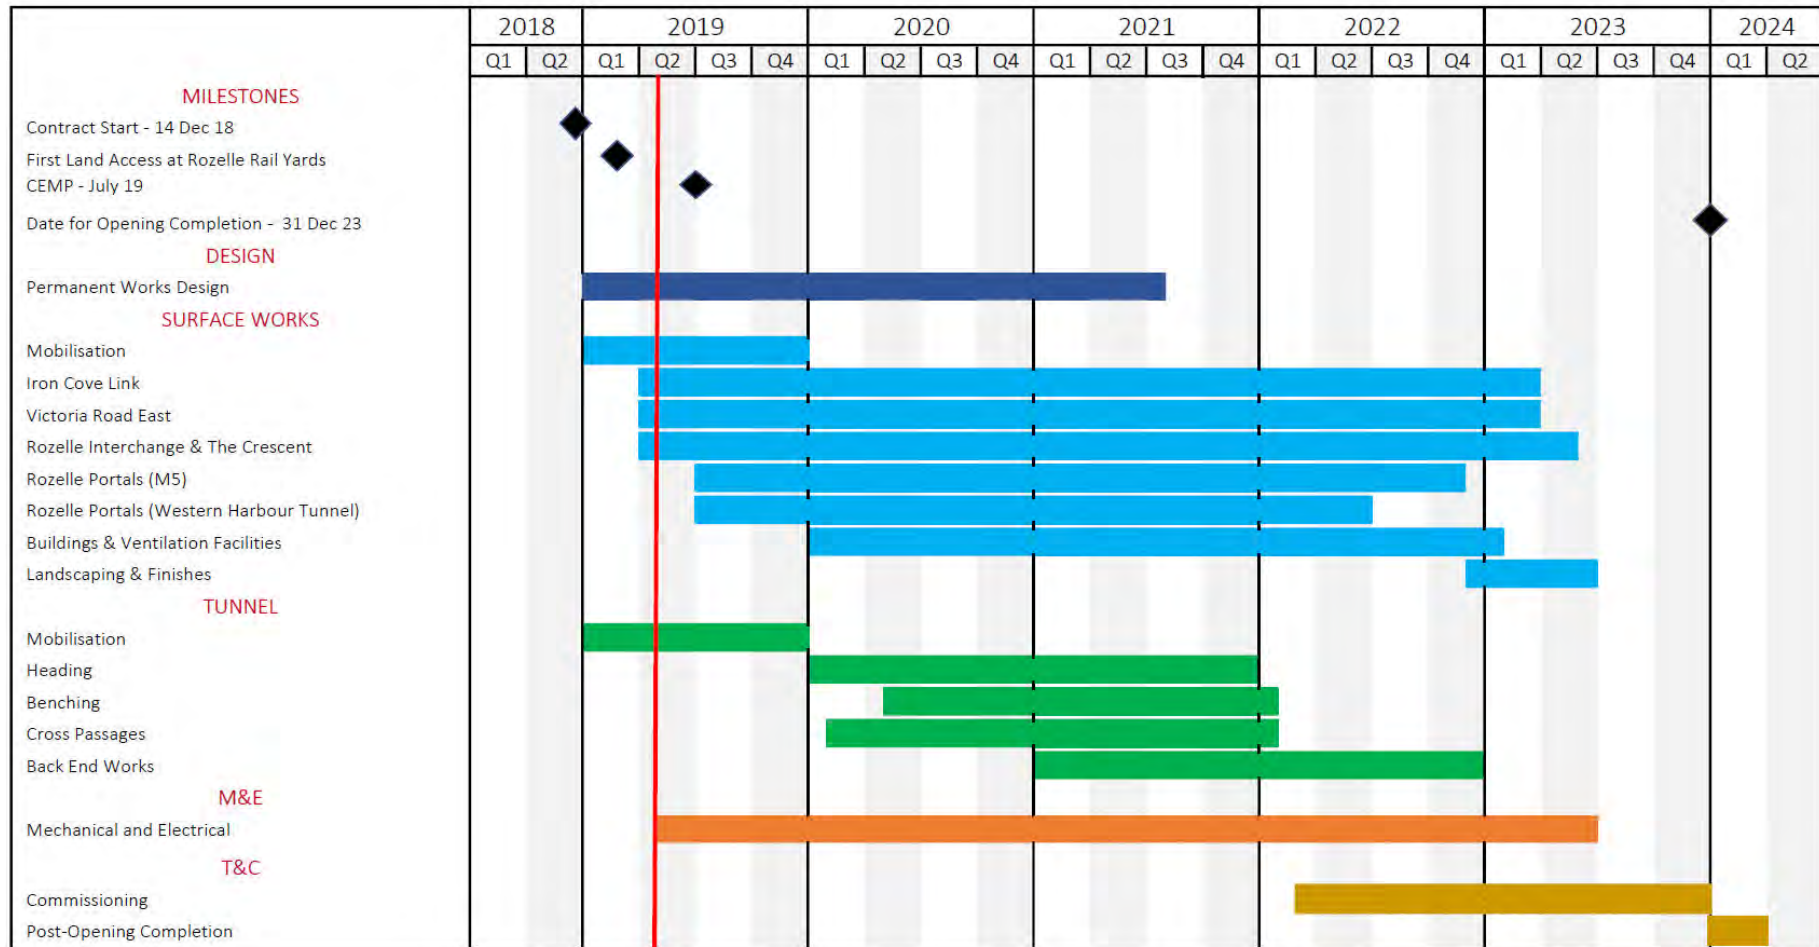 2018 2019 2020 2021 2022 2023 2024
Q1 Q2 Q1 Q2 Q3 Q4 Q1 Q2 Q3 Q4 Q1 Q2 Q3 Q4 Q1 Q2 Q3 Q4 Q1 Q2 Q3 Q4 Q1 Q2
MILESTONES
Contract Start - 14 Dec 18
First Land Access at Rozelle Rail Yards
CEMP - July 19
Date for Opening Completion - 31 Dec 23
DESIGN
Permanent Works Design
SURFACE WORKS
Mobilisation
Iron Cove Link
Victoria Road East
Rozelle Interchange & The Crescent
Rozelle Portals (M5)
Rozelle Portals (Western Harbour Tunnel)
Buildings & Ventilation Facilities
Landscaping & Finishes
TUNNEL
Mobilisation
Heading
Benching
Cross Passages
Back End Works
M&E
Mechanical and Electrical
T&C
Commissioning
Post-Opening Completion